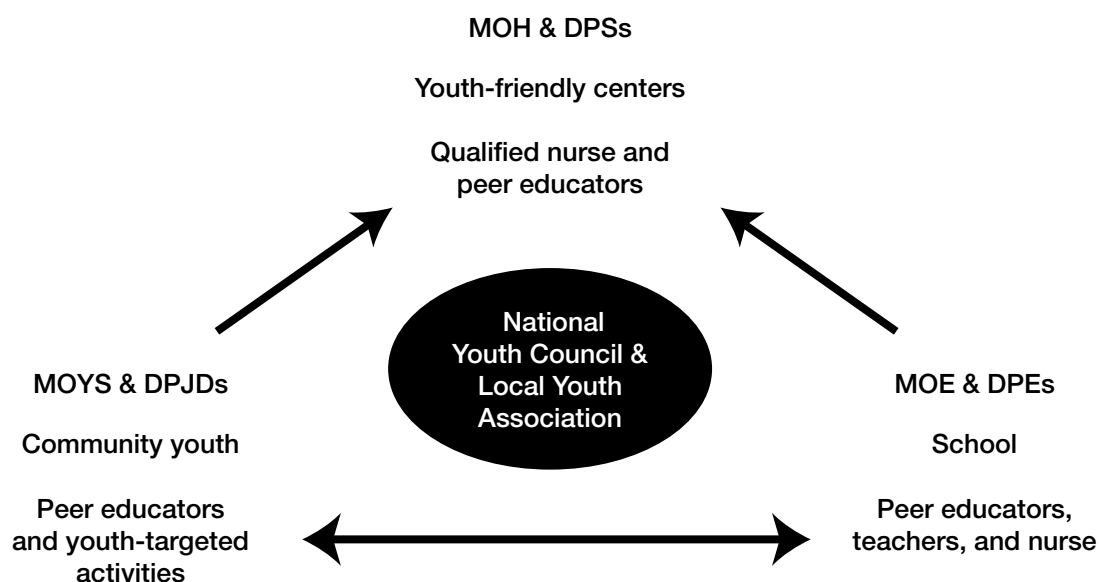 MOH & DPSs
Youth-friendly centers
Qualified nurse and
peer educators
National
Youth Council &
Local Youth
Association
MOYS & DPJDs
Community youth
Peer educators
and youth-targeted
activities
MOE & DPEs
School
Peer educators,
teachers, and nurse